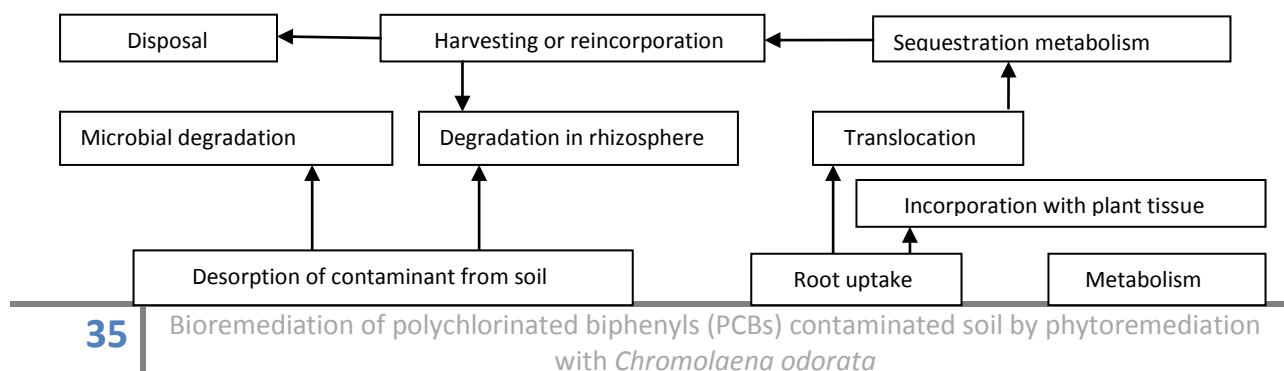 Disposal
Harvesting or reincorporation
Sequestration metabolism
Microbial degradation
Degradation in rhizosphere
Translocation
Incorporation with plant tissue
Desorption of contaminant from soil
Root uptake
Metabolism
35
Bioremediation of polychlorinated biphenyls (PCBs) contaminated soil by phytoremediation
with Chromolaena odorata